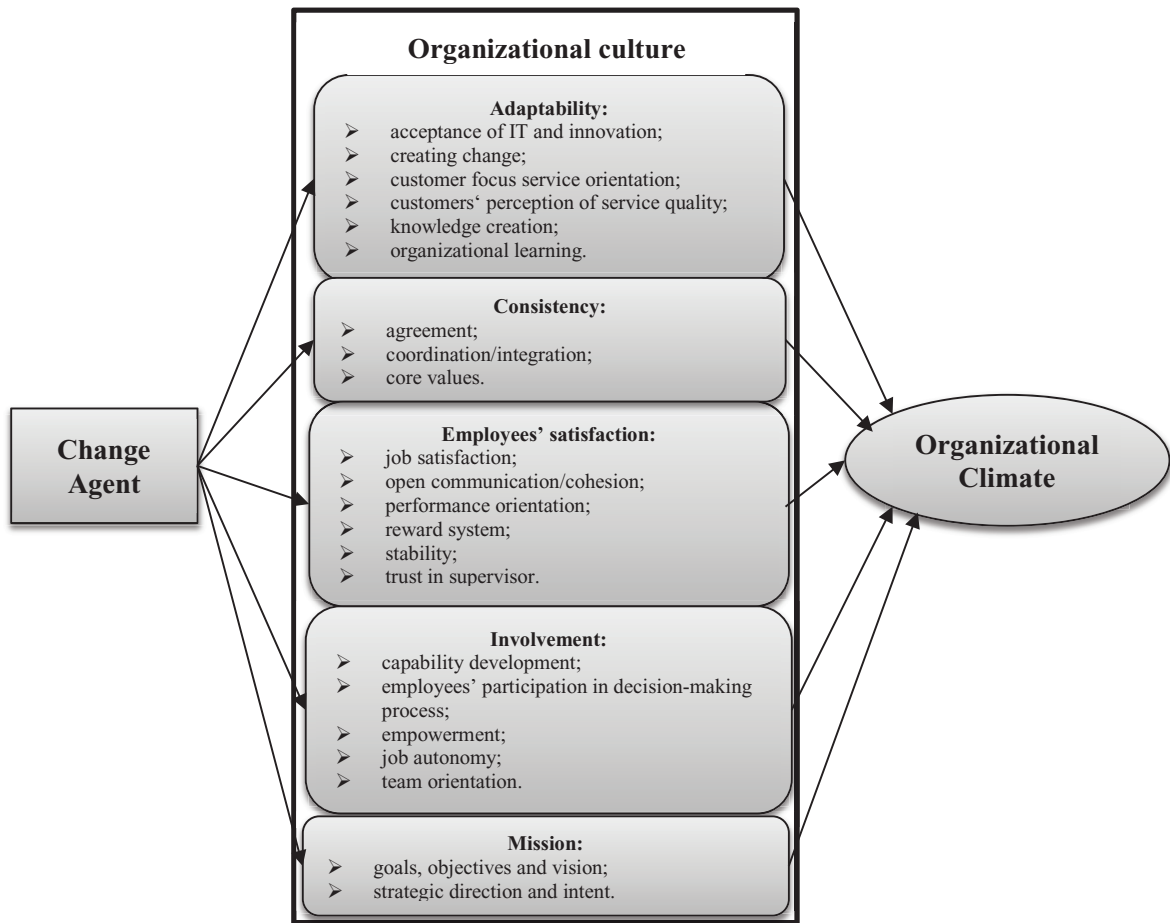 Organizational culture
Adaptability:
➢ acceptance of IT and innovation;
➢ creating change;
➢ customer focus service orientation;
➢ customers‘ perception of service quality;
➢ knowledge creation;
➢ organizational learning.
Consistency:
➢ agreement;
➢ coordination/integration;
➢ core values.
Change
Agent
Employees’ satisfaction:
➢ job satisfaction;
➢ open communication/cohesion;
➢ performance orientation;
➢ reward system;
➢ stability;
➢ trust in supervisor.
Organizational
Climate
Involvement:
➢ capability development;
➢ employees’ participation in decision-making
process;
➢ empowerment;
➢ job autonomy;
➢ team orientation.
Mission:
➢ goals, objectives and vision;
➢ strategic direction and intent.